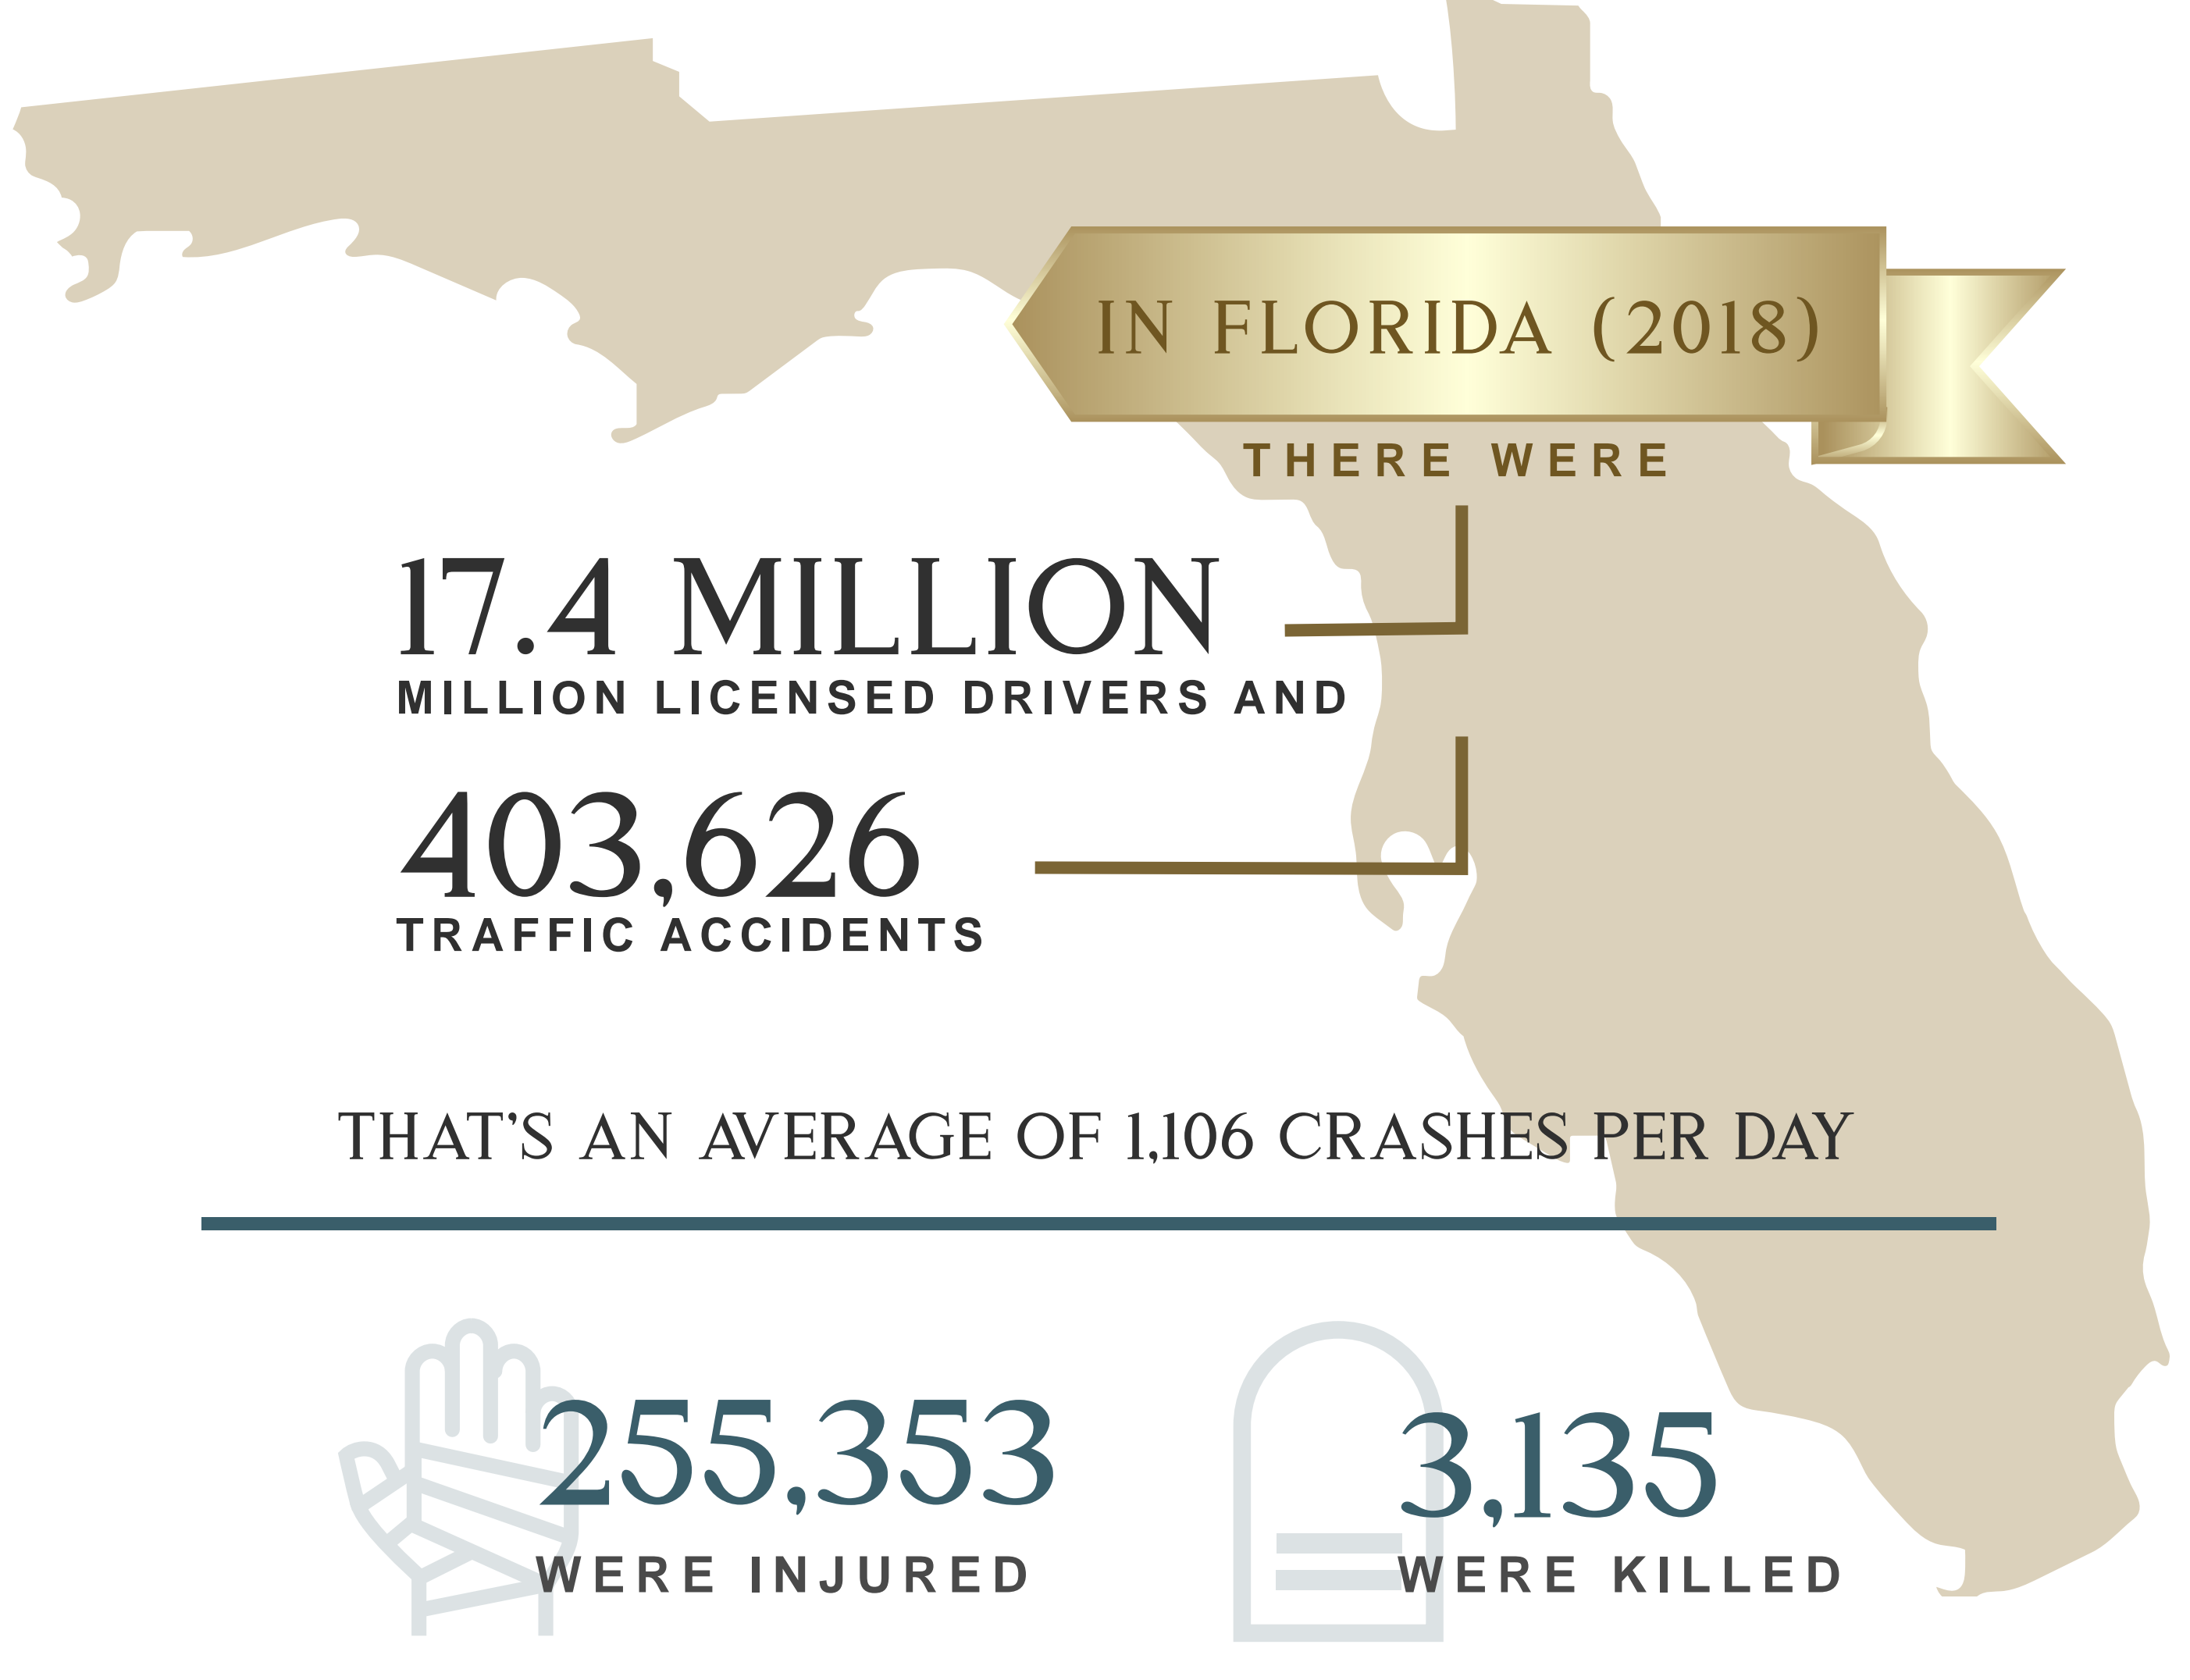 IN FLORIDA (2018)
THERE WERE
17.4 MILLION
MILLION LICENSED DRIVERS AND
403,626
TRAFFIC ACCIDENTS
THAT'S AN AVERAGE OF 1,106 CRASHES PER DAY
255,353
WERE INJURED
3,135
WERE KILLED